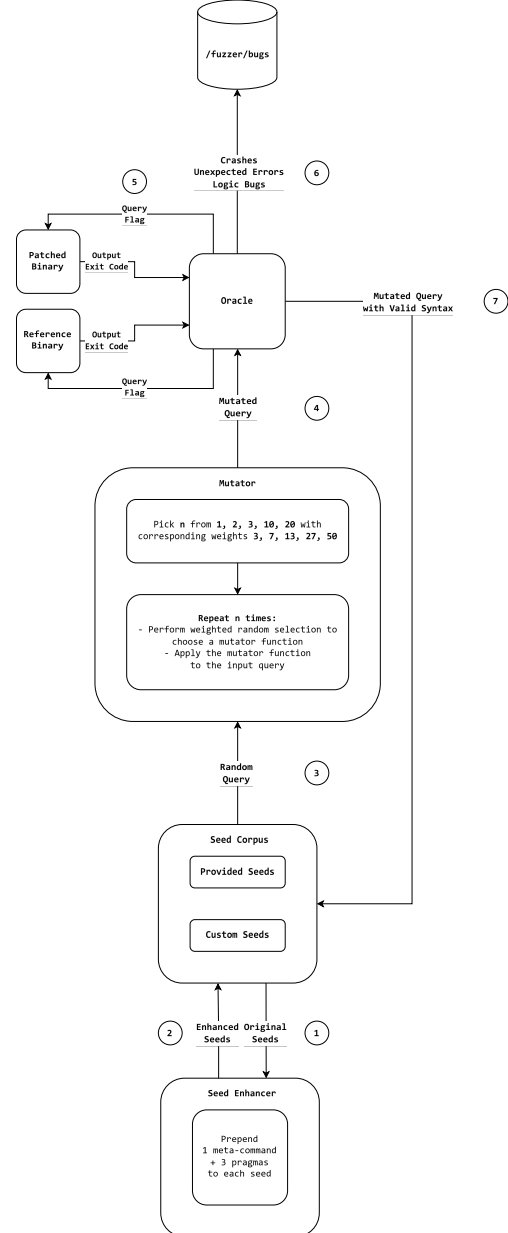 /fuzzer/bugs
Crashes
Unexpected Errors
Logic Bugs
6
5
Query
Flag
Patched
Binary
Output
Exit Code
Oracle
Reference
Binary
Output
Exit Code
Query
Flag
Mutated Query
with Valid Syntax
7
Mutated
Query
4
Mutator
Pick n from 1, 2, 3, 10, 20 with
corresponding weights 3, 7, 13, 27, 50
Repeat n times:
- Perform weighted random selection to
choose a mutator function
- Apply the mutator function
to the input query
Random
Query
3
Seed Corpus
Provided Seeds
Custom Seeds
2
Enhanced
Seeds
Original
Seeds
1
Seed Enhancer
Prepend
1 meta-command
+ 3 pragmas
to each seed